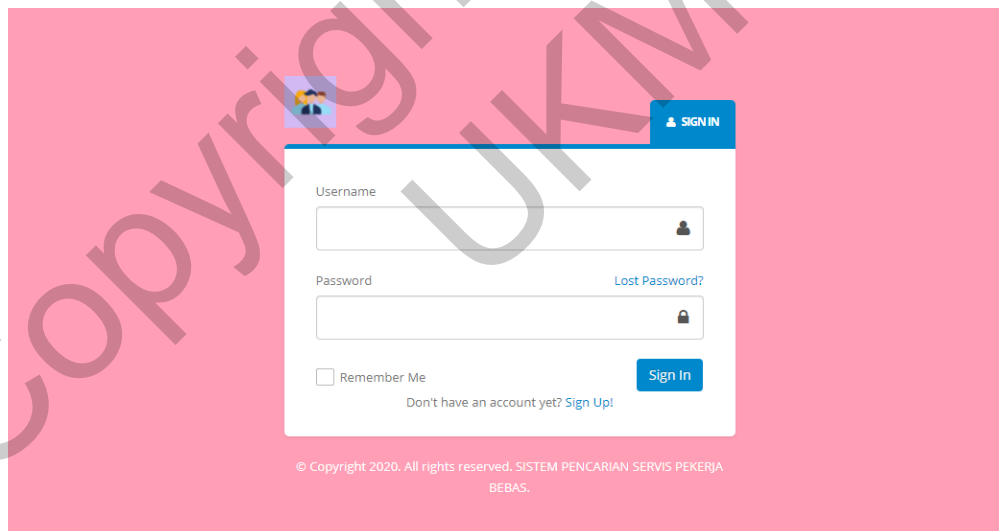 SIGN IN
Username
Password
Lost Password?
Remember Me
Sign In
Don't have an account yet? Sign Up!
© Copyright 2020. All rights reserved. SISTEM PENCARIAN SERVIS PEKERJA
BEBAS.
Copyright
UKM